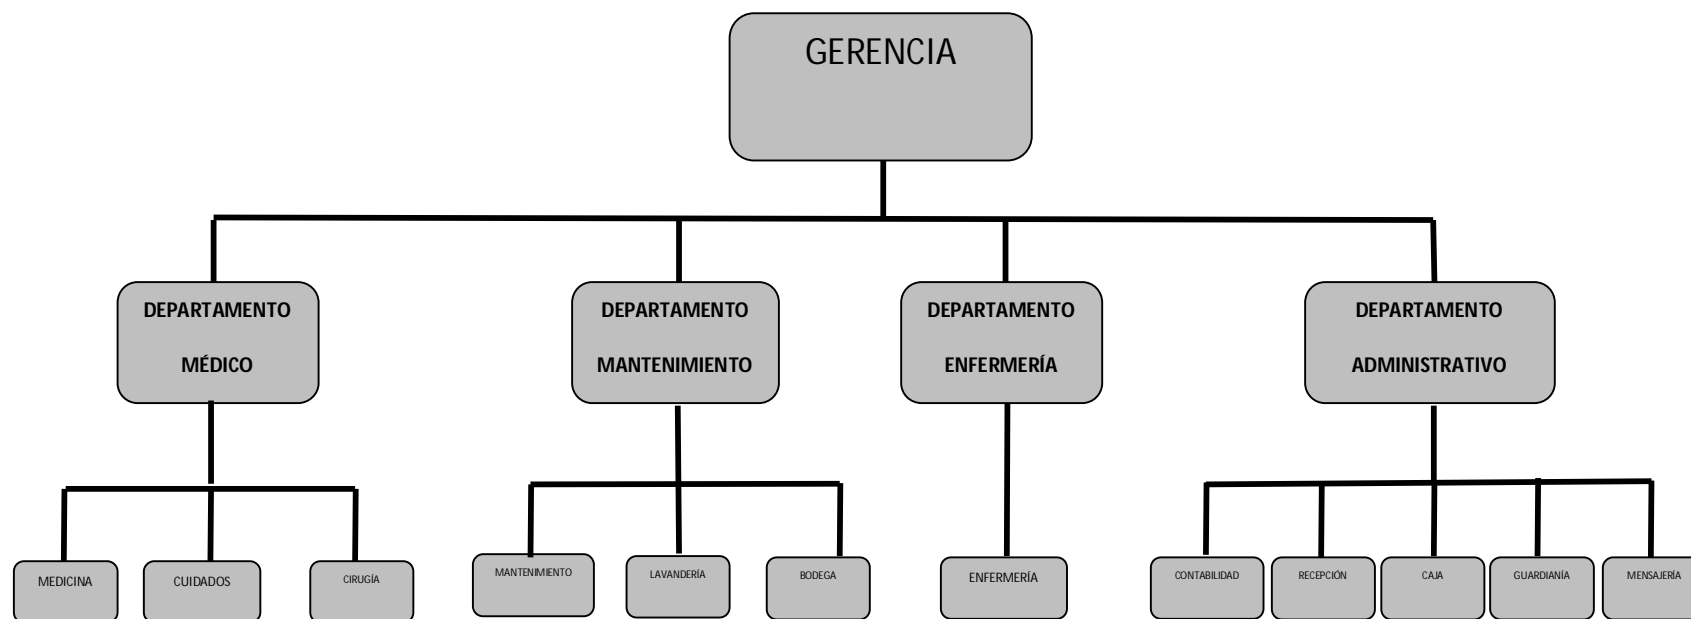 GERENCIA
DEPARTAMENTO
MÉDICO
DEPARTAMENTO
MANTENIMIENTO
DEPARTAMENTO
ENFERMERÍA
DEPARTAMENTO
ADMINISTRATIVO
MEDICINA
CUIDADOS
CIRUGÍA
MANTENIMIENTO
LAVANDERÍA
BODEGA
ENFERMERÍA
CONTABILIDAD
RECEPCIÓN
CAJA
GUARDIANÍA
MENSAJERÍA